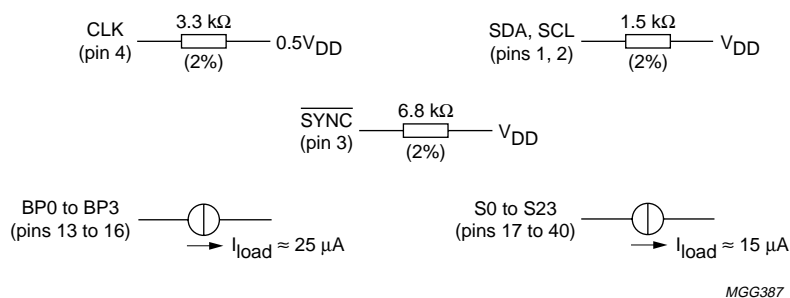 CLK
(pin 4)
3.3 kΩ
(2%)
0.5VDD
SDA, SCL
(pins 1, 2)
1.5 kΩ
(2%)
VDD
SYNC
(pin 3)
6.8 kΩ
(2%)
VDD
BP0 to BP3
(pins 13 to 16)
Iload ≈ 25 µA
S0 to S23
(pins 17 to 40)
Iload ≈ 15 µA
MGG387